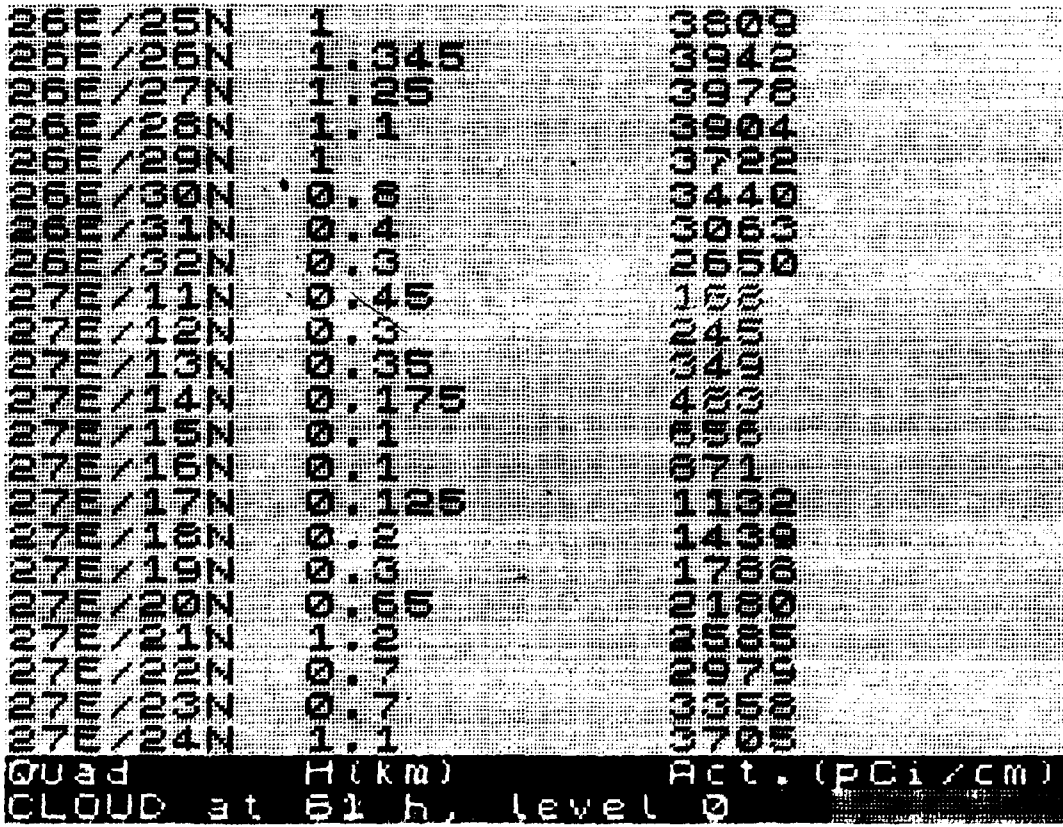 26E/25N 1 3809
26E/26N 1.345 3942
26E/27N 1.25 3978
26E/28N 1.1 3904
26E/29N 1 3722
26E/30N 0.8 3440
26E/31N 0.4 3063
26E/32N 0.3 2650
27E/11N 0.45
27E/12N 0.3 245
27E/13N 0.35
27E/14N 0.175
27E/15N 0.1
27E/16N 0.1 871
27E/17N 0.125 1132
27E/18N 0.2
27E/19N 0.3 1788
27E/20N 0.65 2180
27E/21N 1.2
27E/22N 0.7
27E/23N 0.7 3358
27E/24N 1.1
Quad H(km) Act.(pCi/cm)
CLOUD at 61 h, level 0